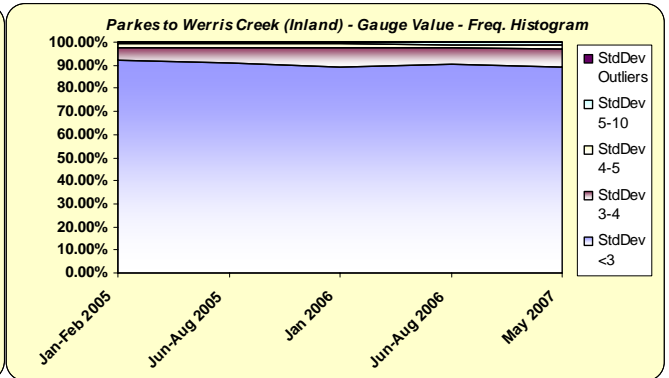 Parkes to Werris Creek (Inland) - Gauge Value - Freq. Histogram
100.00%
90.00%
80.00%
70.00%
60.00%
50.00%
40.00%
30.00%
20.00%
10.00%
0.00%
Jan-Feb 2005
Jun-Aug 2005
Jan 2006
Jun-Aug 2006
May 2007
StdDev
Outliers
StdDev
5-10
StdDev
4-5
StdDev
3-4
StdDev
<3